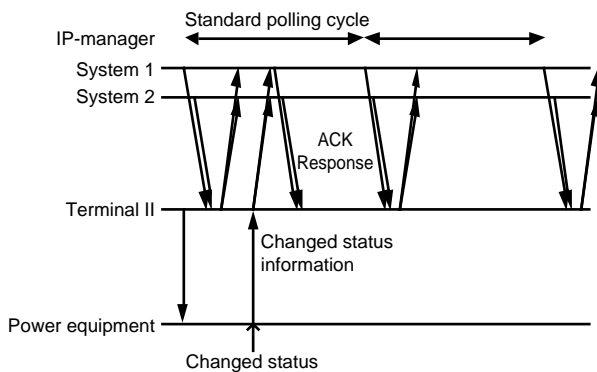 Standard polling cycle
IP-manager
System 1
System 2
ACK
Response
Terminal II
Changed status
information
Power equipment
Changed status